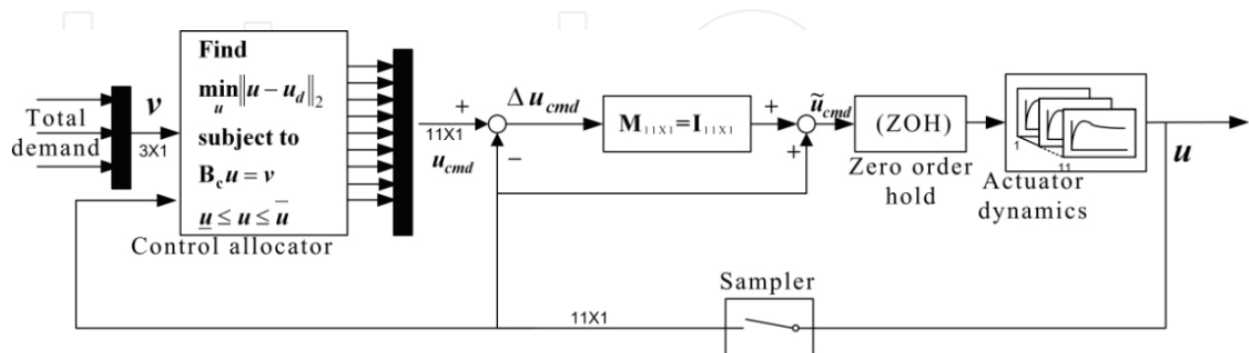 Total
demand
v
3X1
Find
min‖u − u_d‖₂
u
subject to
B_c u = v
u ≤ u ≤ u̅
Control allocator
+
11X1
u_cmd
−
Δu_cmd
M₁₁X₁=I₁₁X₁
+
+
ũ_cmd
(ZOH)
Zero order
hold
1
11
Actuator
dynamics
u
Sampler
11X1